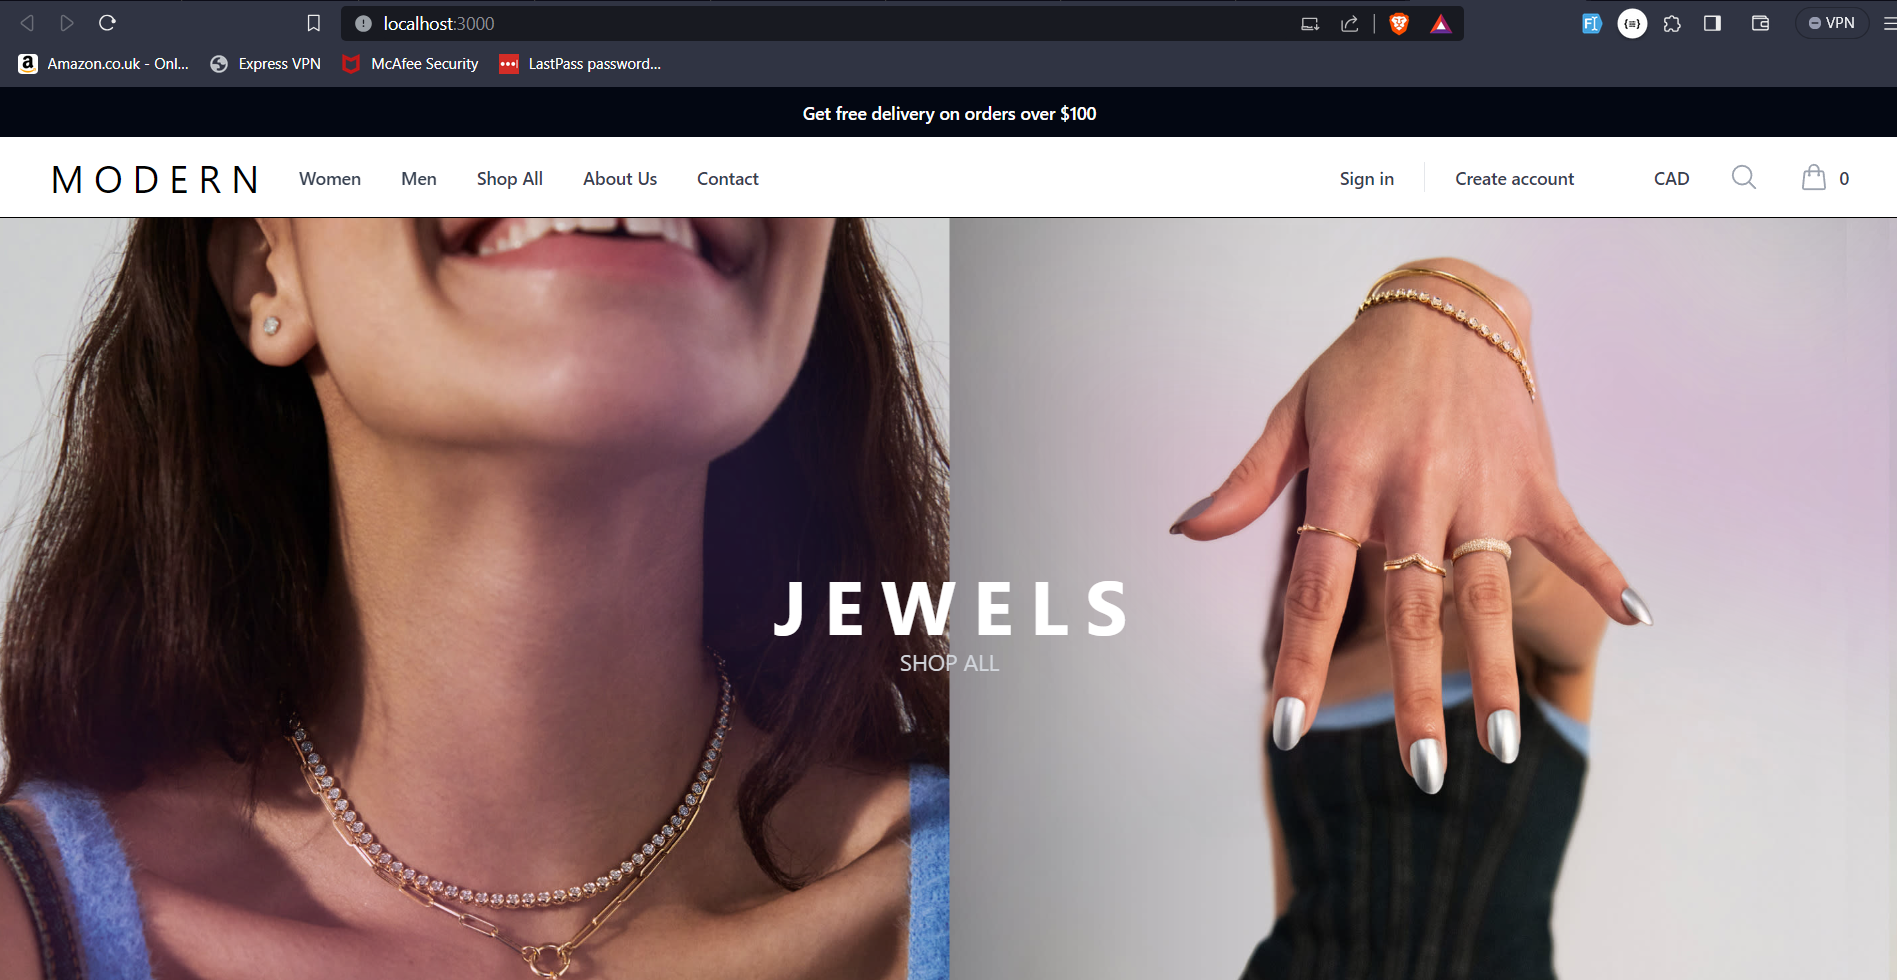 localhost:3000
VPN
Amazon.co.uk - Onl...
Express VPN
McAfee Security
LastPass password...
Get free delivery on orders over $100
MODERN
Women
Men
Shop All
About Us
Contact
Sign in
Create account
CAD
0
JEWELS
SHOP ALL